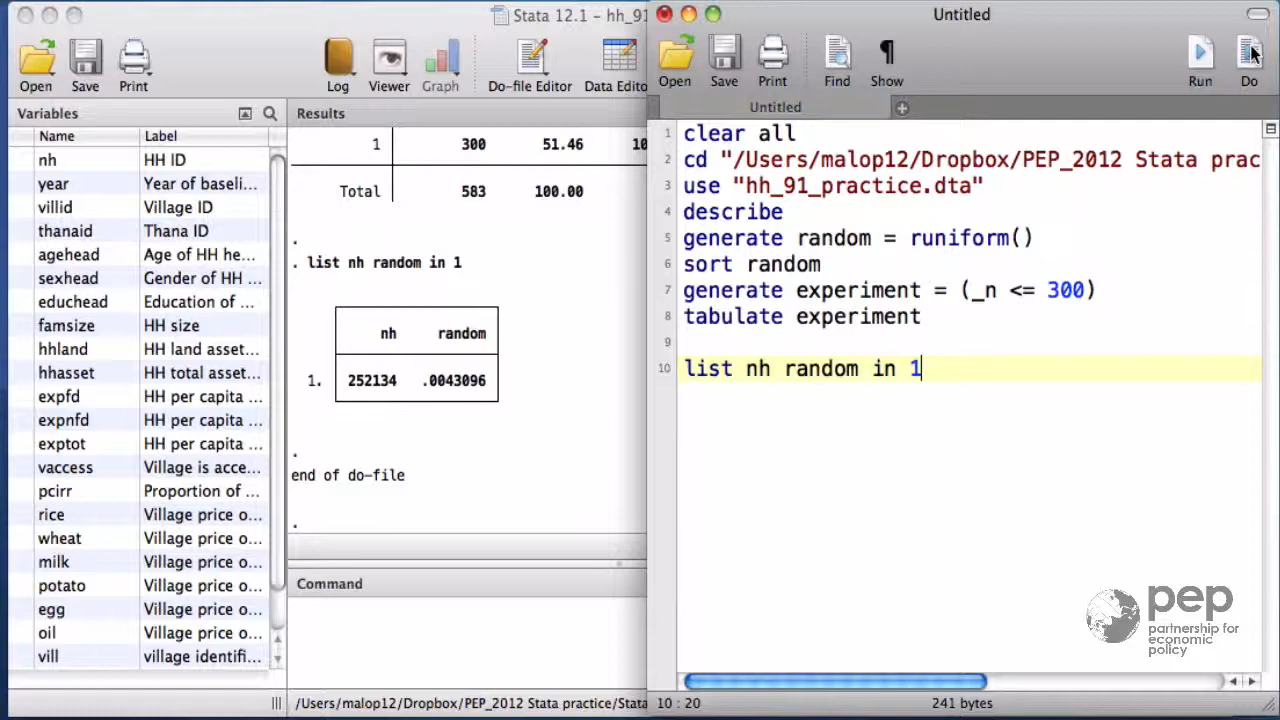 Stata 12.1 – hh_91
Untitled
Open Save Print Log Viewer Graph Do-file Editor Data Edito
Open Save Print Find Show Run Do
Variables
Results
Untitled
Name Label
nh HH ID
year Year of baseli...
villid Village ID
thanaid Thana ID
agehead Age of HH he...
sexhead Gender of HH ...
educhead Education of ...
famsize HH size
hhland HH land asset...
hhasset HH total asset...
expfd HH per capita ...
expnfd HH per capita ...
exptot HH per capita ...
vaccess Village is acce...
pcirr Proportion of ...
rice Village price o...
wheat Village price o...
milk Village price o...
potato Village price o...
egg Village price o...
oil Village price o...
vill village identifi...
1 300 51.46 10
Total 583 100.00
.
. list nh random in 1
nh random
1. 252134 .0043096
.
end of do-file
.
Command
/Users/malop12/Dropbox/PEP_2012 Stata practice/Stata
1 clear all
2 cd "/Users/malop12/Dropbox/PEP_2012 Stata prac
3 use "hh_91_practice.dta"
4 describe
5 generate random = runiform()
6 sort random
7 generate experiment = (_n <= 300)
8 tabulate experiment
9
10 list nh random in 1
pep
partnership for
economic
policy
10 : 20 241 bytes